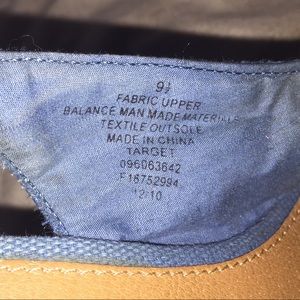 9½
FABRIC UPPER
BALANCE MAN MADE MATERIALS
TEXTILE OUTSOLE
MADE IN CHINA
TARGET
096063642
F16752994
12-10